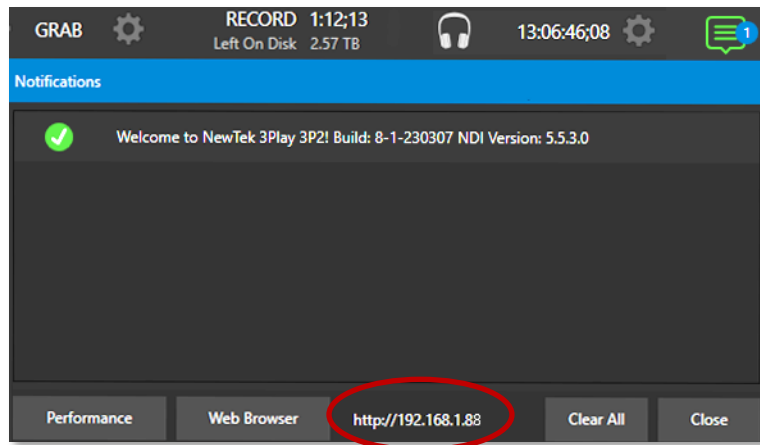 GRAB RECORD 1:12;13 13:06:46;08 1
Left On Disk 2.57 TB
Notifications
Welcome to NewTek 3Play 3P2! Build: 8-1-230307 NDI Version: 5.5.3.0
Performance Web Browser http://192.168.1.88 Clear All Close